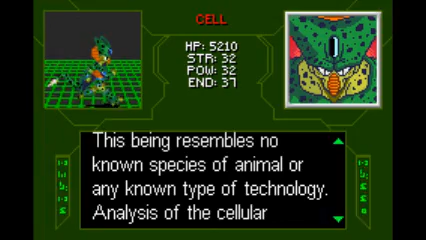 CELL
HP: 5210
STR: 32
POW: 32
END: 37
This being resembles no
known species of animal or
any known type of technology.
Analysis of the cellular